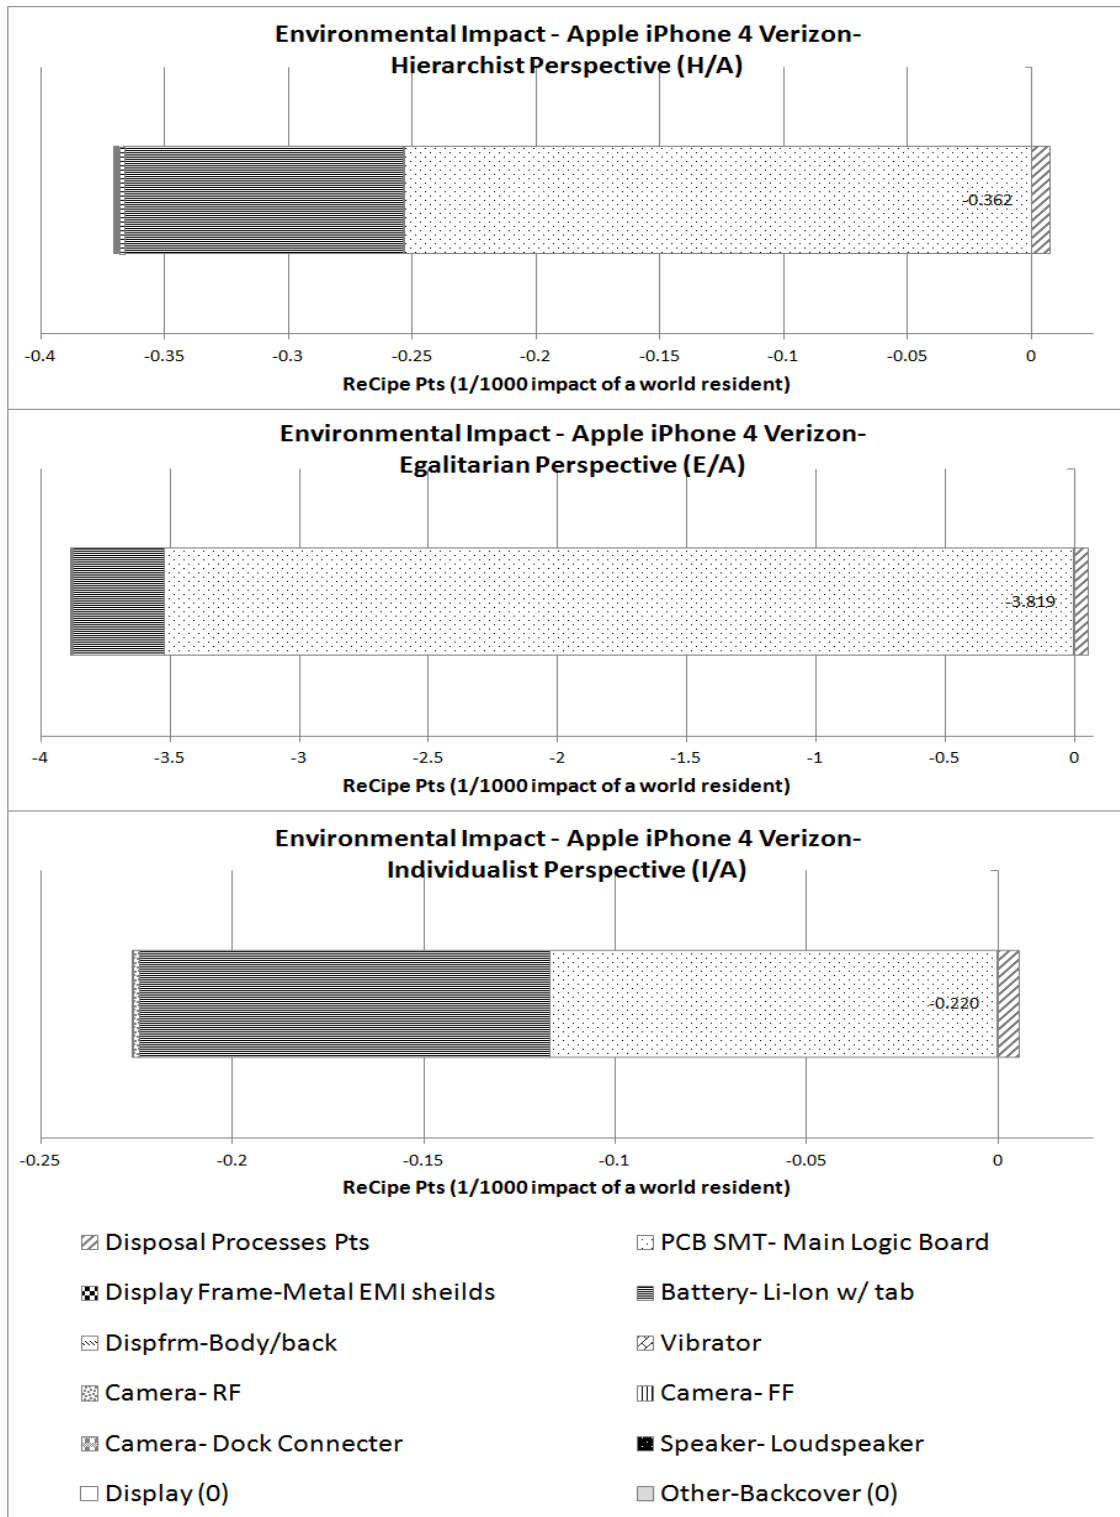 Environmental Impact - Apple iPhone 4 Verizon-
Hierarchist Perspective (H/A)
-0.362
-0.4 -0.35 -0.3 -0.25 -0.2 -0.15 -0.1 -0.05 0
ReCipe Pts (1/1000 impact of a world resident)
Environmental Impact - Apple iPhone 4 Verizon-
Egalitarian Perspective (E/A)
-3.819
-4 -3.5 -3 -2.5 -2 -1.5 -1 -0.5 0
ReCipe Pts (1/1000 impact of a world resident)
Environmental Impact - Apple iPhone 4 Verizon-
Individualist Perspective (I/A)
-0.220
-0.25 -0.2 -0.15 -0.1 -0.05 0
ReCipe Pts (1/1000 impact of a world resident)
Disposal Processes Pts PCB SMT- Main Logic Board
Display Frame-Metal EMI sheilds Battery- Li-Ion w/ tab
Dispfrm-Body/back Vibrator
Camera- RF Camera- FF
Camera- Dock Connecter Speaker- Loudspeaker
Display (0) Other-Backcover (0)